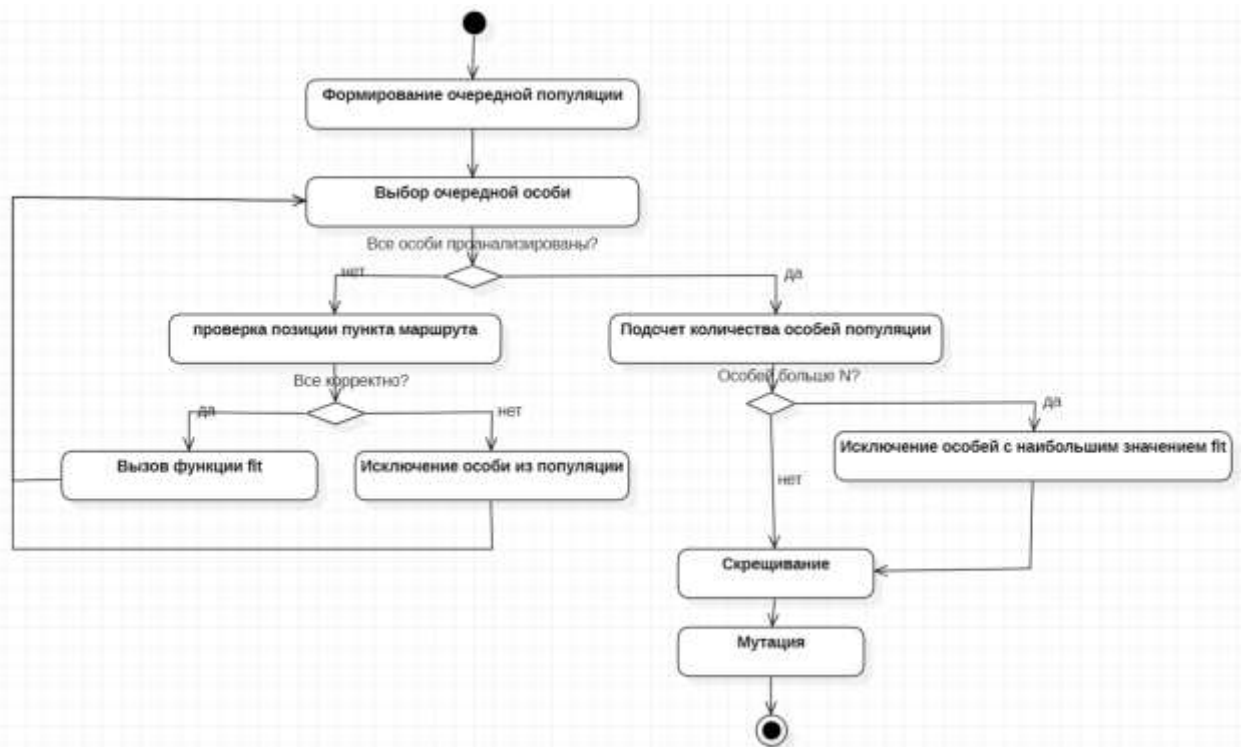 Формирование очередной популяции
Выбор очередной особи
Все особи проанализированы?
нет
да
проверка позиции пункта маршрута
Подсчет количества особей популяции
Все корректно?
Особей больше N?
да
нет
да
Вызов функции fit
Исключение особи из популяции
Исключение особей с наибольшим значением fit
нет
Скрещивание
Мутация